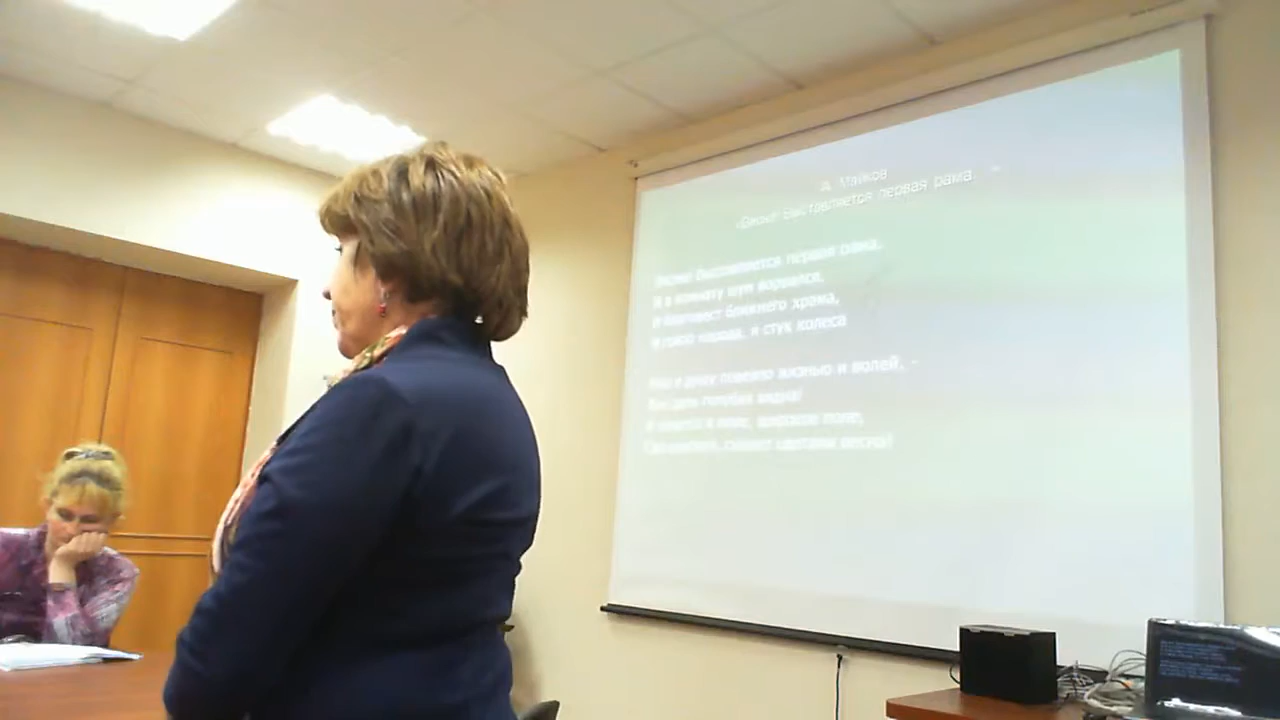 А. Майков
«Весна! Выставляется первая рама. -
Весна! Выставляется первая рама,
И в комнату шум ворвался,
И благовест ближнего храма,
И говор народа, и стук колеса
Мне в душу повеяло жизнью и волей, -
Вон даль голубая видна!
И хочется в поле, широкое поле,
Где, шествуя, сыплет цветами весна!